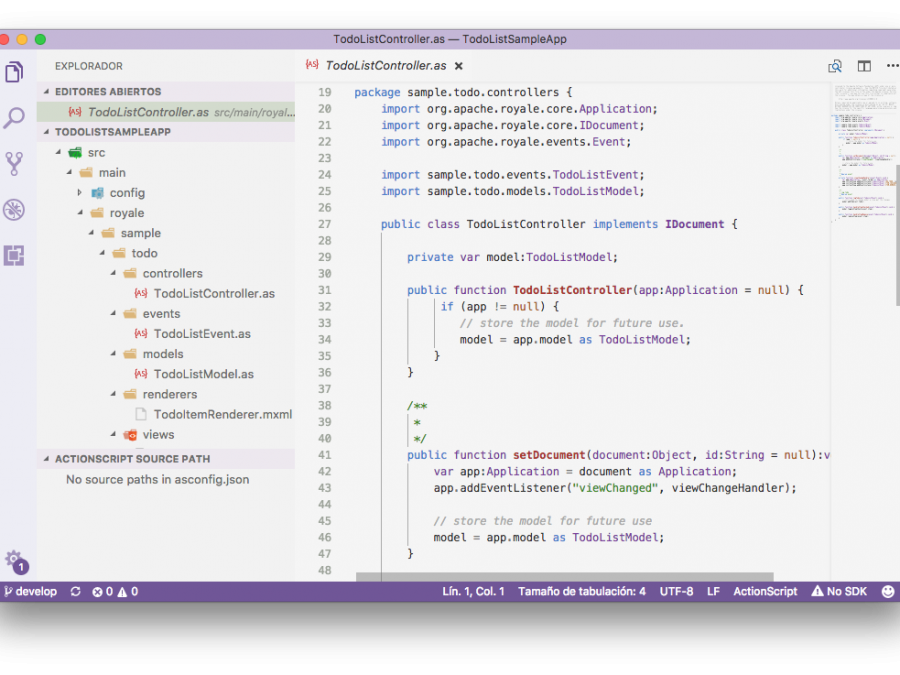 TodoListController.as — TodoListSampleApp
EXPLORADOR
EDITORES ABIERTOS
TodoListController.as src/main/royal...
TODOLISTSAMPLEAPP
src
main
config
royale
sample
todo
controllers
TodoListController.as
events
TodoListEvent.as
models
TodoListModel.as
renderers
TodoItemRenderer.mxml
views
ACTIONSCRIPT SOURCE PATH
No source paths in asconfig.json
1
TodoListController.as ×
19 package sample.todo.controllers {
20 import org.apache.royale.core.Application;
21 import org.apache.royale.core.IDocument;
22 import org.apache.royale.events.Event;
23
24 import sample.todo.events.TodoListEvent;
25 import sample.todo.models.TodoListModel;
26
27 public class TodoListController implements IDocument {
28
29 private var model:TodoListModel;
30
31 public function TodoListController(app:Application = null) {
32 if (app != null) {
33 // store the model for future use.
34 model = app.model as TodoListModel;
35 }
36 }
37
38 /**
39 *
40 */
41 public function setDocument(document:Object, id:String = null):v
42 var app:Application = document as Application;
43 app.addEventListener("viewChanged", viewChangeHandler);
44
45 // store the model for future use
46 model = app.model as TodoListModel;
47 }
48
develop 0 0 Lín. 1, Col. 1 Tamaño de tabulación: 4 UTF-8 LF ActionScript No SDK